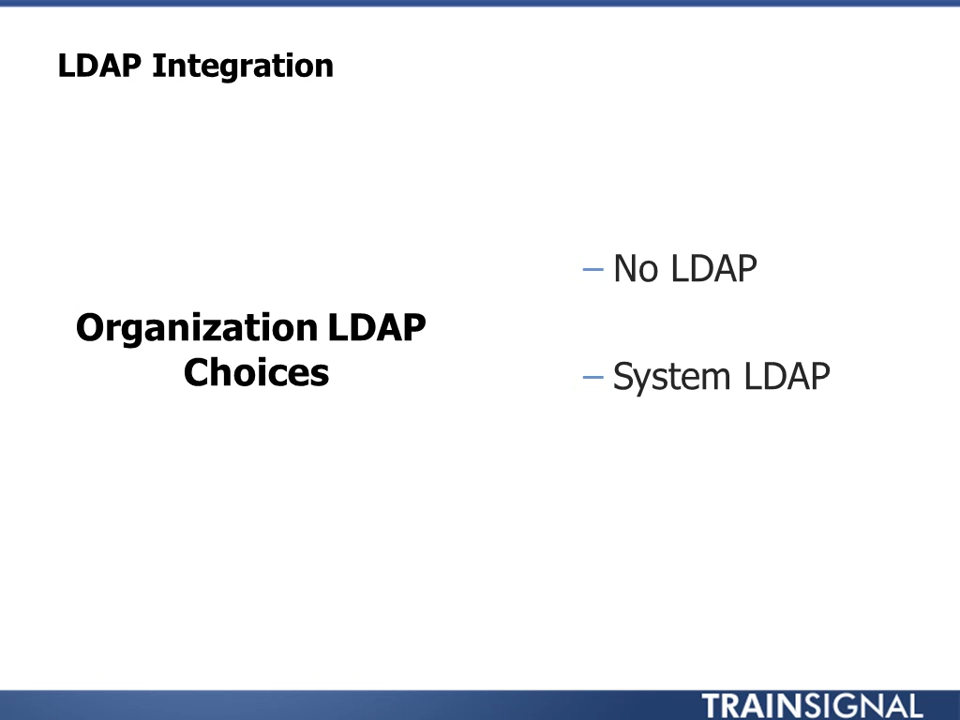 LDAP Integration
Organization LDAP
Choices
– No LDAP
– System LDAP
TRAINSIGNAL